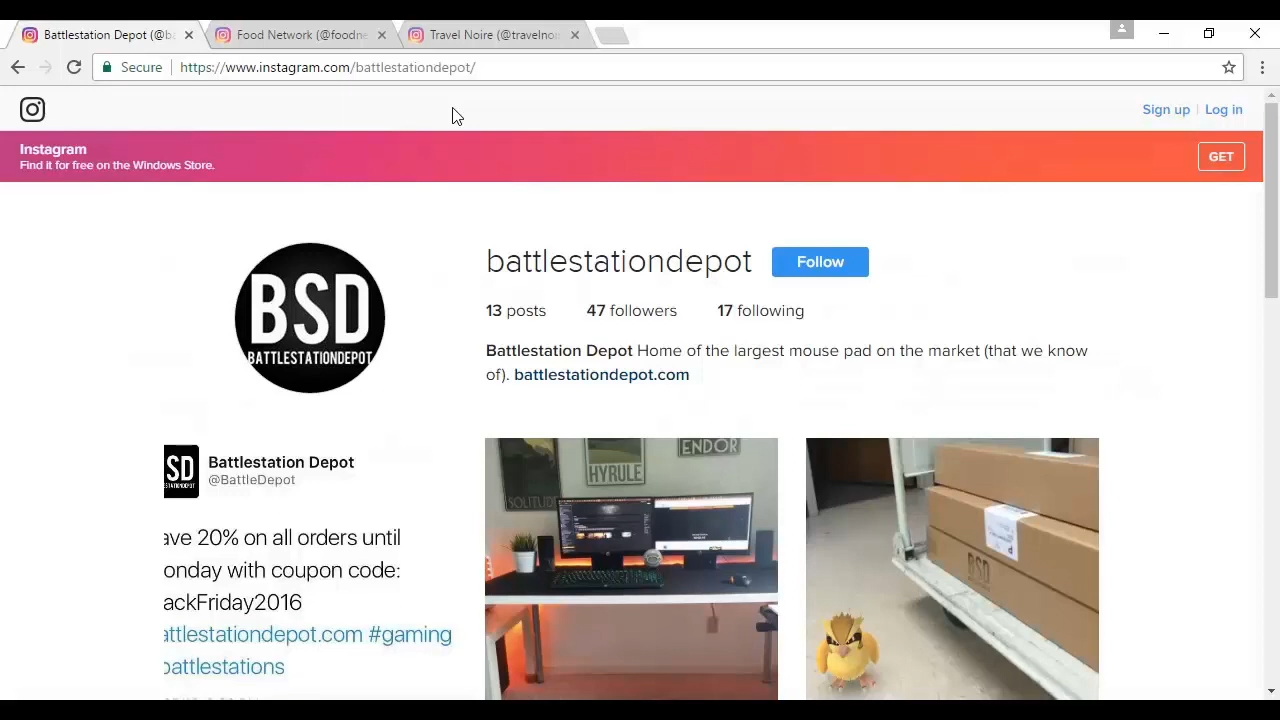 Battlestation Depot (@b
Food Network (@foodne
Travel Noire (@travelno
Secure
https://www.instagram.com/battlestationdepot/
Sign up
Log in
Instagram
Find it for free on the Windows Store.
GET
BSD
BATTLESTATIONDEPOT
battlestationdepot
Follow
13 posts
47 followers
17 following
Battlestation Depot Home of the largest mouse pad on the market (that we know
of). battlestationdepot.com
SD
Battlestation Depot
@BattleDepot
ave 20% on all orders until
onday with coupon code:
ackFriday2016
attlestationdepot.com #gaming
battlestations
SOLITUDE
HYRULE
ENDOR
BSD